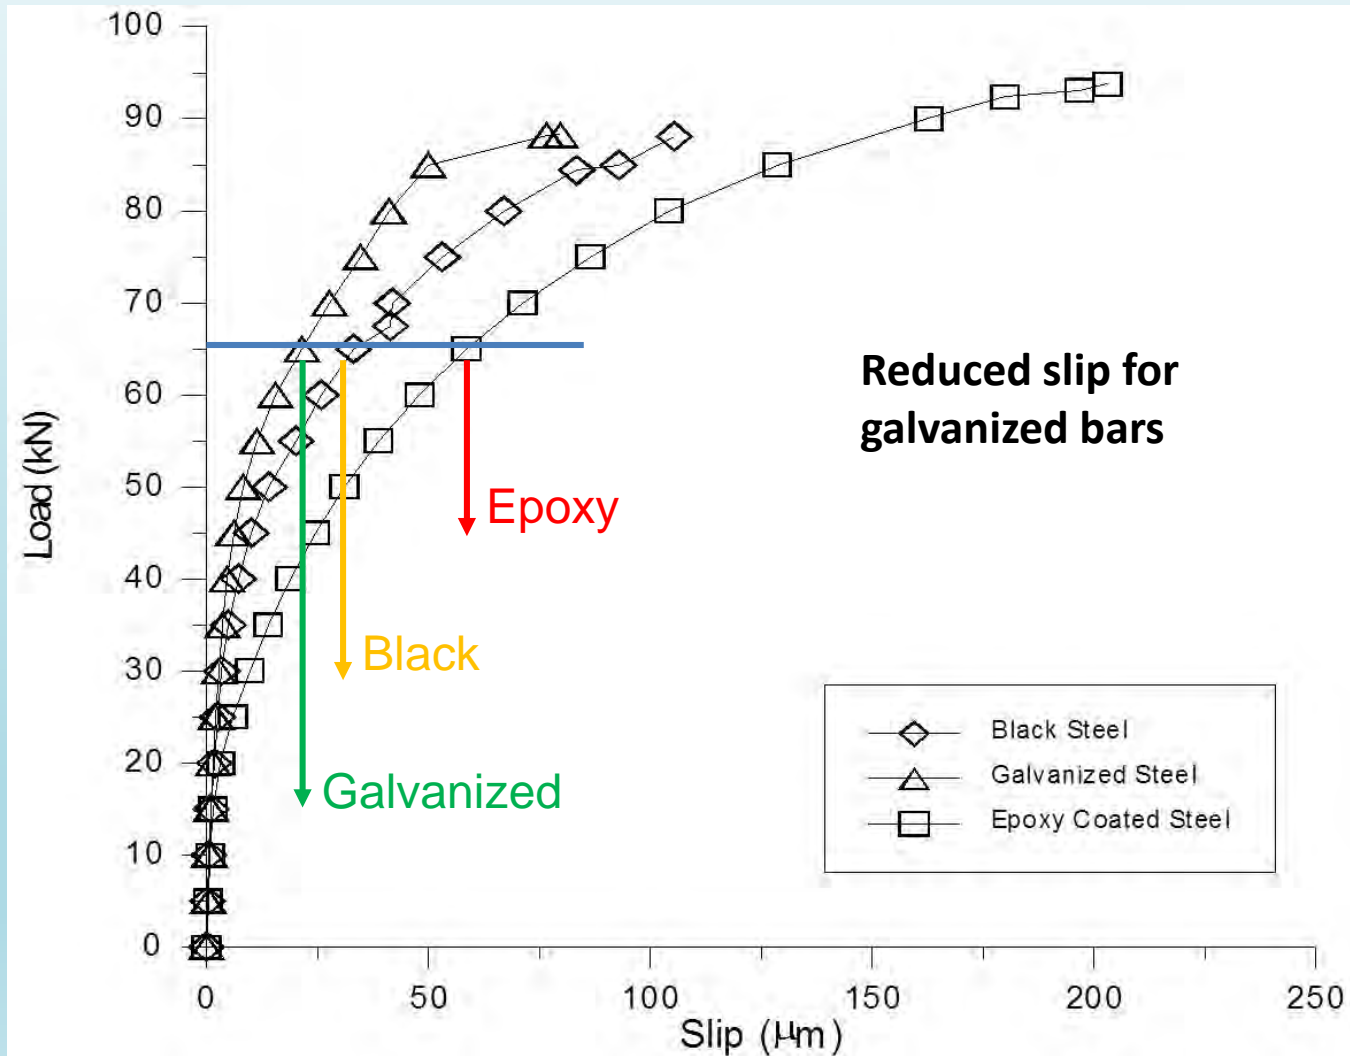 100
90
80
70
60
50
40
30
20
10
0
Load (kN)
0
50
100
150
200
250
Slip (μm)
Reduced slip for
galvanized bars
Epoxy
Black
Galvanized
Black Steel
Galvanized Steel
Epoxy Coated Steel